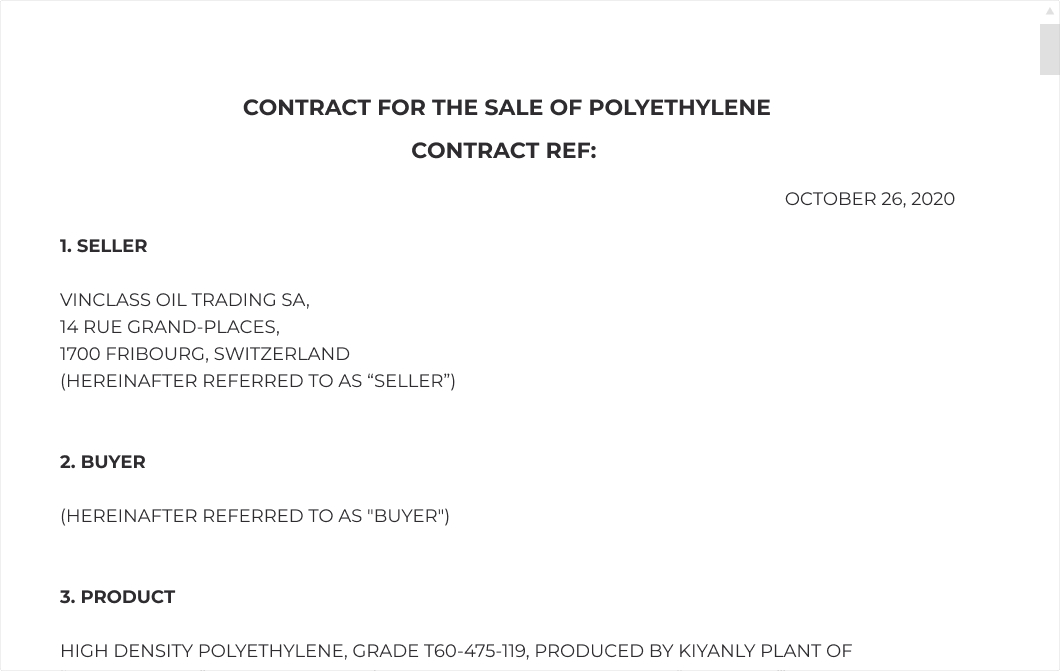 CONTRACT FOR THE SALE OF POLYETHYLENE
CONTRACT REF:
OCTOBER 26, 2020
1. SELLER
VINCLASS OIL TRADING SA,
14 RUE GRAND-PLACES,
1700 FRIBOURG, SWITZERLAND
(HEREINAFTER REFERRED TO AS “SELLER”)
2. BUYER
(HEREINAFTER REFERRED TO AS "BUYER")
3. PRODUCT
HIGH DENSITY POLYETHYLENE, GRADE T60-475-119, PRODUCED BY KIYANLY PLANT OF